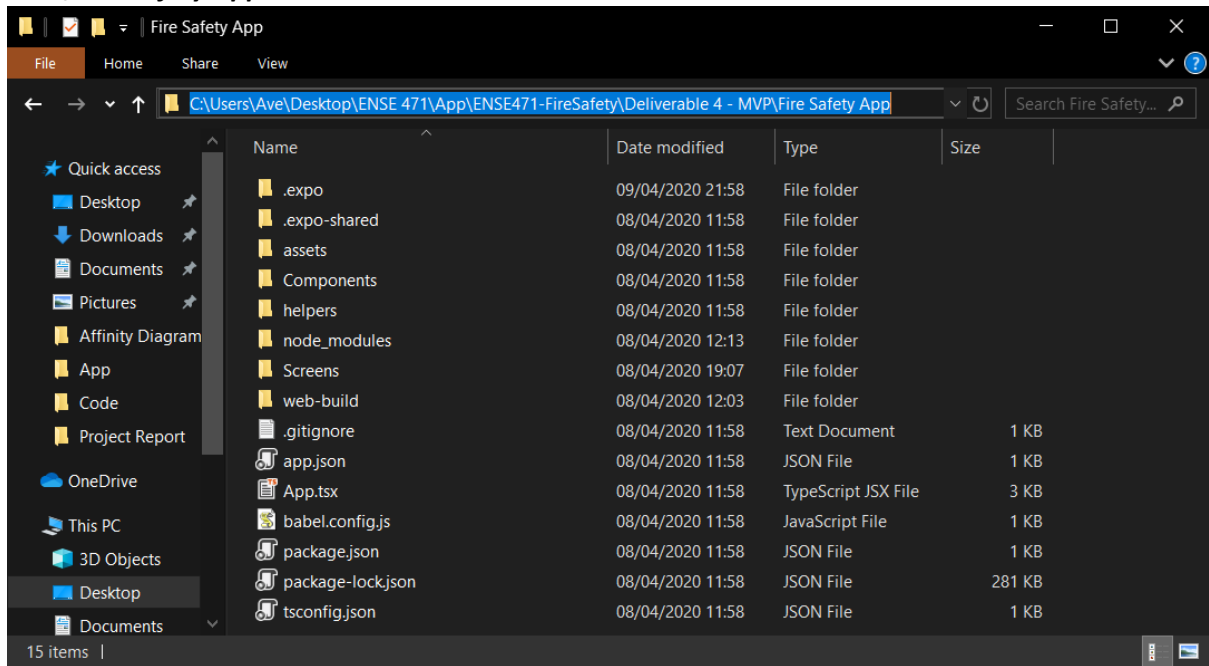 Fire Safety App
File Home Share View
C:\Users\Ave\Desktop\ENSE 471\App\ENSE471-FireSafety\Deliverable 4 - MVP\Fire Safety App
Search Fire Safety...
Quick access
Desktop
Downloads
Documents
Pictures
Affinity Diagram
App
Code
Project Report
OneDrive
This PC
3D Objects
Desktop
Documents
Name Date modified Type Size
.expo 09/04/2020 21:58 File folder
.expo-shared 08/04/2020 11:58 File folder
assets 08/04/2020 11:58 File folder
Components 08/04/2020 11:58 File folder
helpers 08/04/2020 11:58 File folder
node_modules 08/04/2020 12:13 File folder
Screens 08/04/2020 19:07 File folder
web-build 08/04/2020 12:03 File folder
.gitignore 08/04/2020 11:58 Text Document 1 KB
app.json 08/04/2020 11:58 JSON File 1 KB
App.tsx 08/04/2020 11:58 TypeScript JSX File 3 KB
babel.config.js 08/04/2020 11:58 JavaScript File 1 KB
package.json 08/04/2020 11:58 JSON File 1 KB
package-lock.json 08/04/2020 11:58 JSON File 281 KB
tsconfig.json 08/04/2020 11:58 JSON File 1 KB
15 items